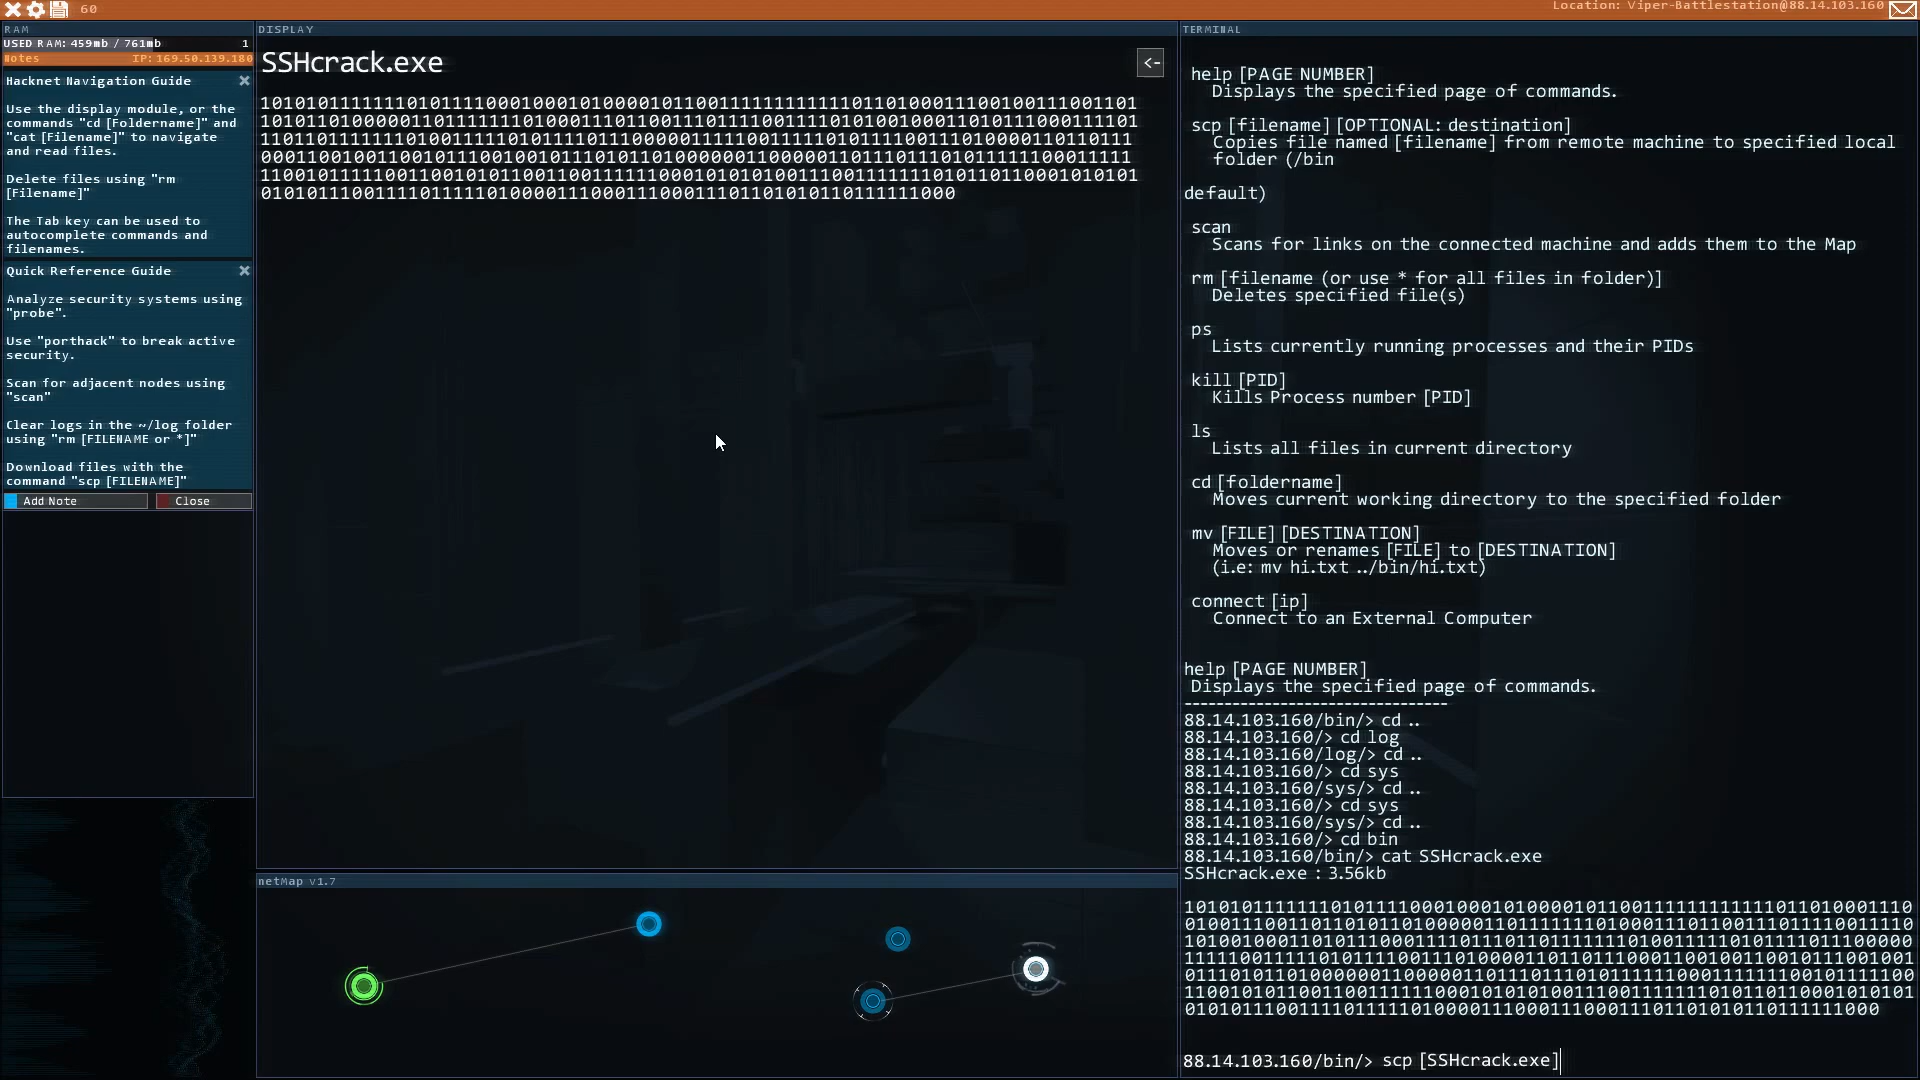 60
Location: Viper-Battlestation@88.14.103.160
RAM
USED RAM: 459mb / 761mb 1
Notes IP: 169.50.139.180
Hacknet Navigation Guide
Use the display module, or the
commands "cd [Foldername]" and
"cat [Filename]" to navigate
and read files.
Delete files using "rm
[Filename]"
The Tab key can be used to
autocomplete commands and
filenames.
Quick Reference Guide
Analyze security systems using
"probe".
Use "porthack" to break active
security.
Scan for adjacent nodes using
"scan"
Clear logs in the ~/log folder
using "rm [FILENAME or *]"
Download files with the
command "scp [FILENAME]"
Add Note
Close
DISPLAY
SSHcrack.exe
<-
netMap v1.7
TERMINAL
help [PAGE NUMBER]
Displays the specified page of commands.
scp [filename] [OPTIONAL: destination]
Copies file named [filename] from remote machine to specified local
folder (/bin
default)
scan
Scans for links on the connected machine and adds them to the Map
rm [filename (or use * for all files in folder)]
Deletes specified file(s)
ps
Lists currently running processes and their PIDs
kill [PID]
Kills Process number [PID]
ls
Lists all files in current directory
cd [foldername]
Moves current working directory to the specified folder
mv [FILE] [DESTINATION]
Moves or renames [FILE] to [DESTINATION]
(i.e: mv hi.txt ../bin/hi.txt)
connect [ip]
Connect to an External Computer
help [PAGE NUMBER]
Displays the specified page of commands.
---------------------------------
88.14.103.160/bin/> cd ..
88.14.103.160/> cd log
88.14.103.160/log/> cd ..
88.14.103.160/> cd sys
88.14.103.160/sys/> cd ..
88.14.103.160/> cd sys
88.14.103.160/sys/> cd ..
88.14.103.160/> cd bin
88.14.103.160/bin/> cat SSHcrack.exe
SSHcrack.exe : 3.56kb
88.14.103.160/bin/> scp [SSHcrack.exe]